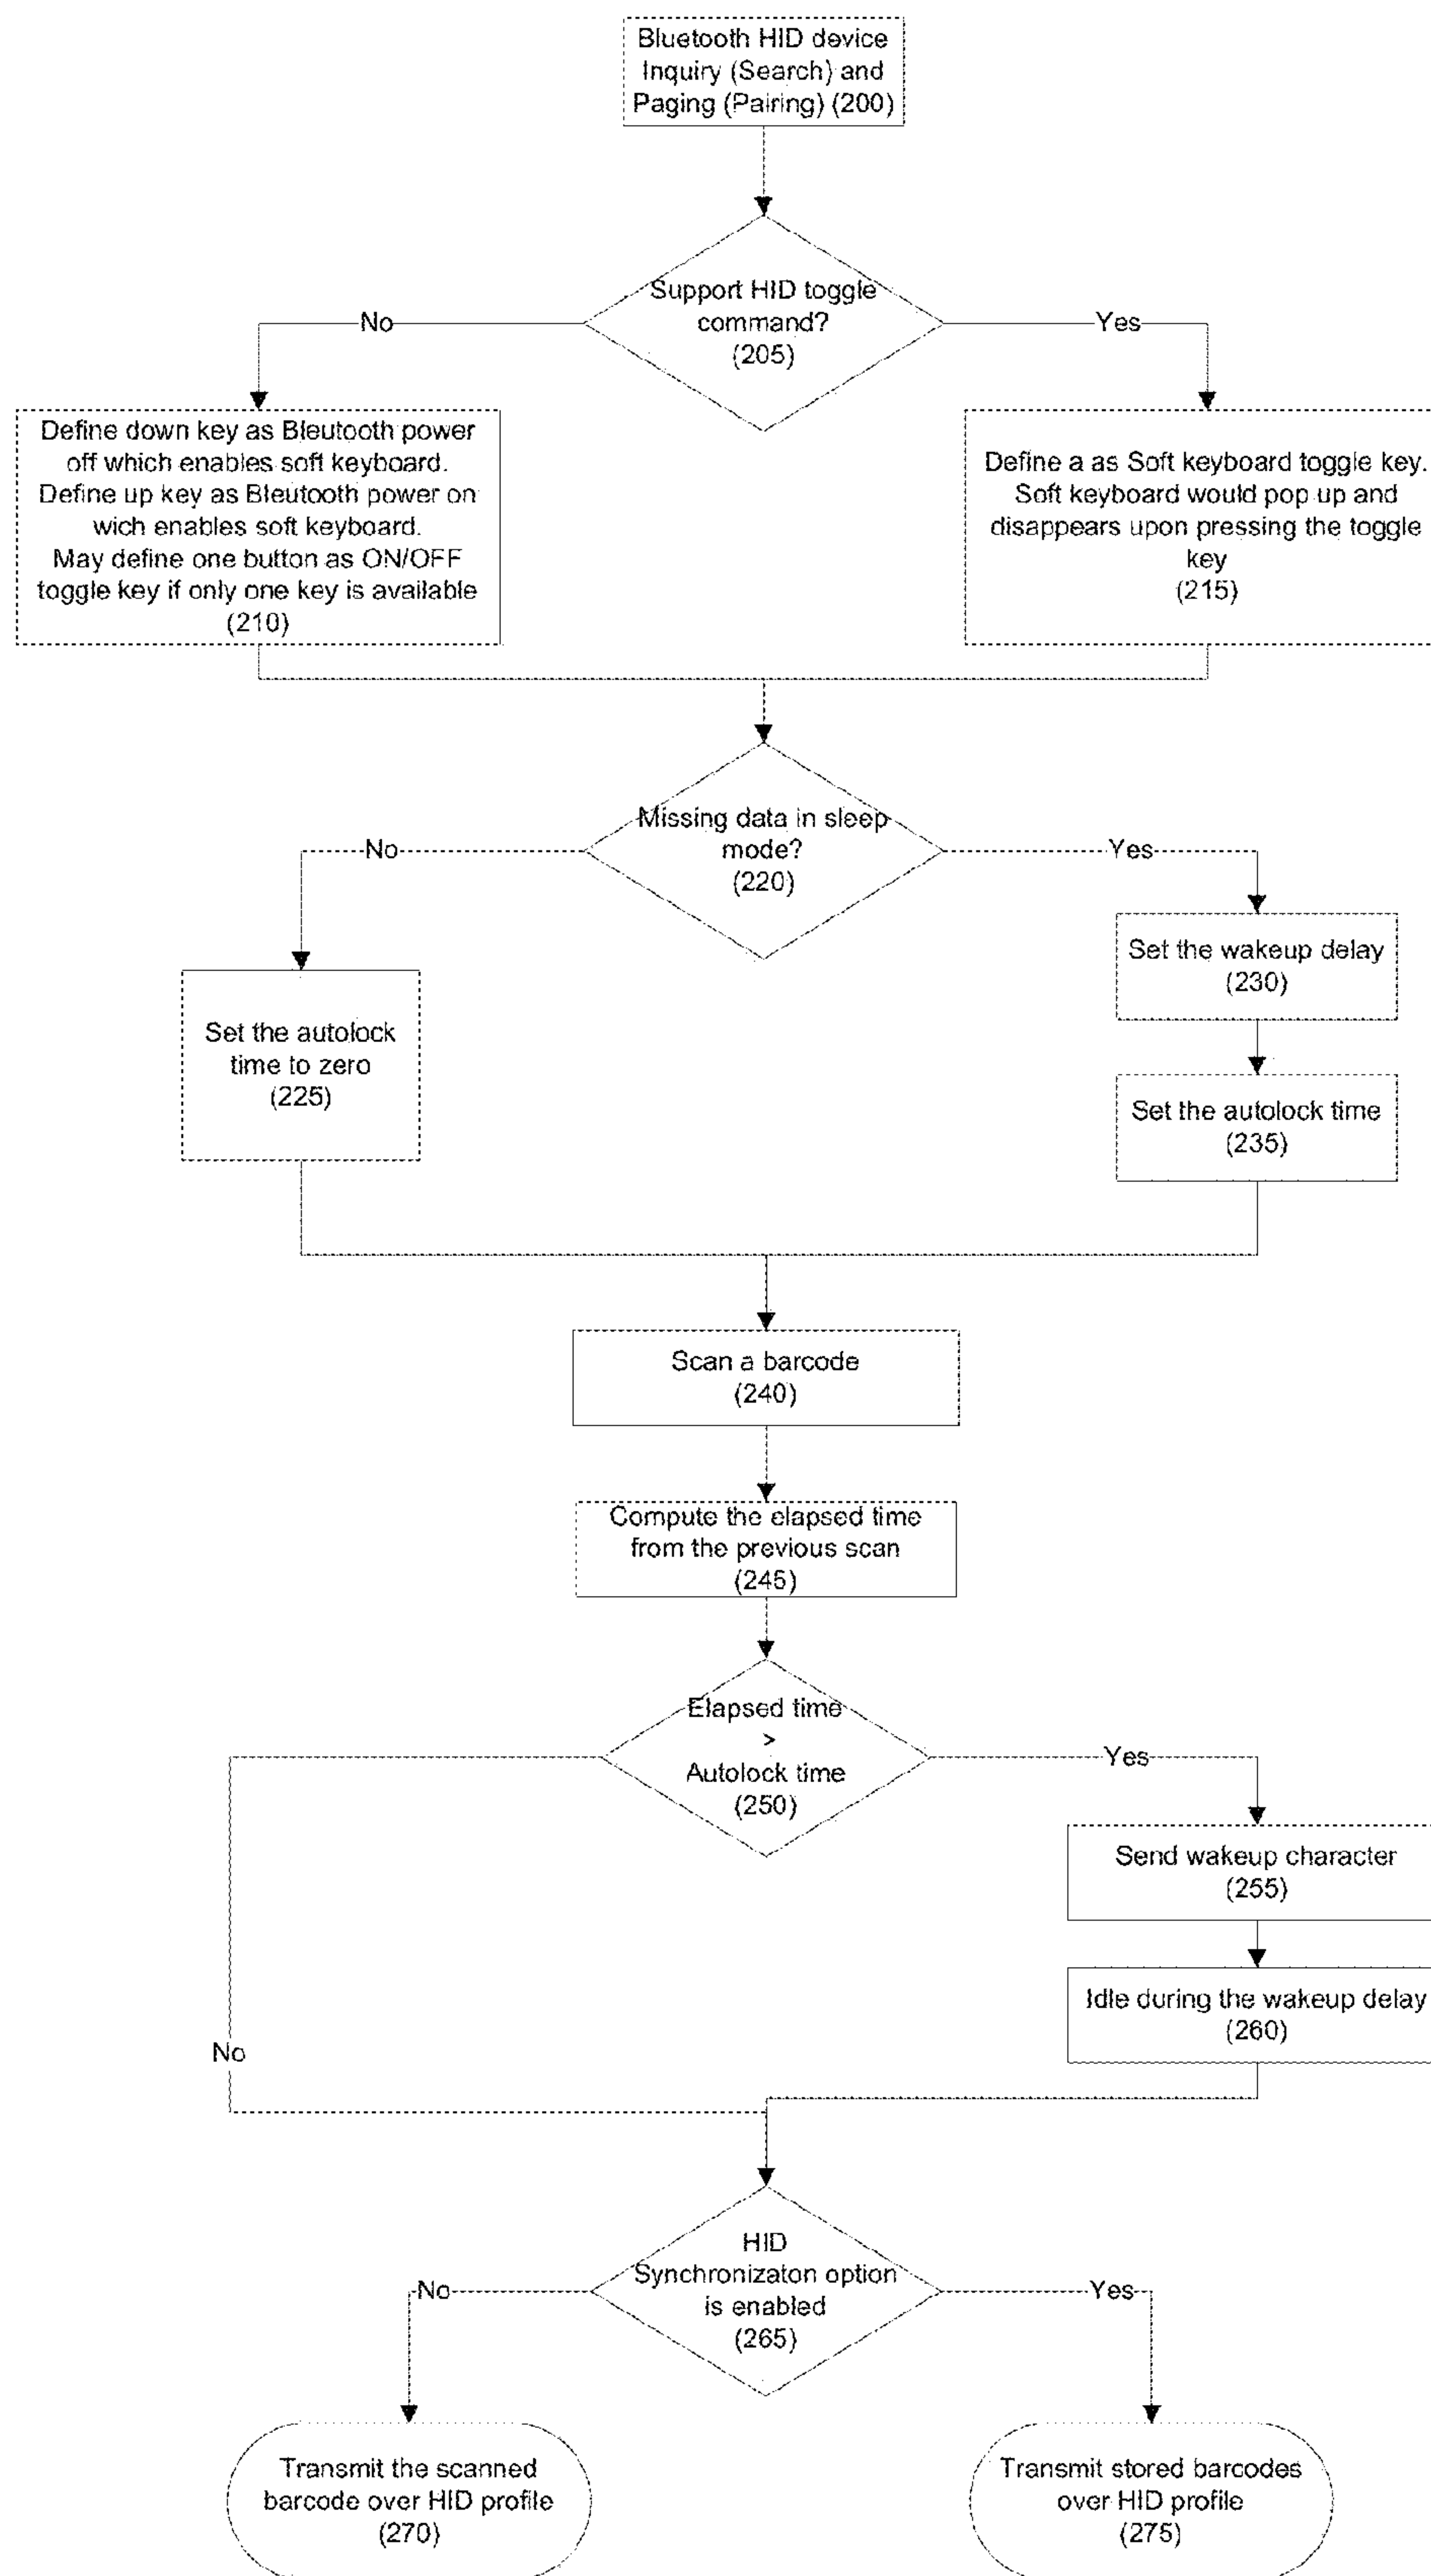 Bluetooth HID device
Inquiry (Search) and
Paging (Pairing) (200)
Support HID toggle
command?
(205)
No
Yes
Define down key as Bleutooth power
off which enables soft keyboard.
Define up key as Bleutooth power on
wich enables soft keyboard.
May define one button as ON/OFF
toggle key if only one key is available
(210)
Define a as Soft keyboard toggle key.
Soft keyboard would pop up and
disappears upon pressing the toggle
key
(215)
Missing data in sleep
mode?
(220)
No
Yes
Set the autolock
time to zero
(225)
Set the wakeup delay
(230)
Set the autolock time
(235)
Scan a barcode
(240)
Compute the elapsed time
from the previous scan
(245)
Elapsed time
>
Autolock time
(250)
Yes
Send wakeup character
(255)
Idle during the wakeup delay
(260)
No
HID
Synchronizaton option
is enabled
(265)
No
Yes
Transmit the scanned
barcode over HID profile
(270)
Transmit stored barcodes
over HID profile
(275)